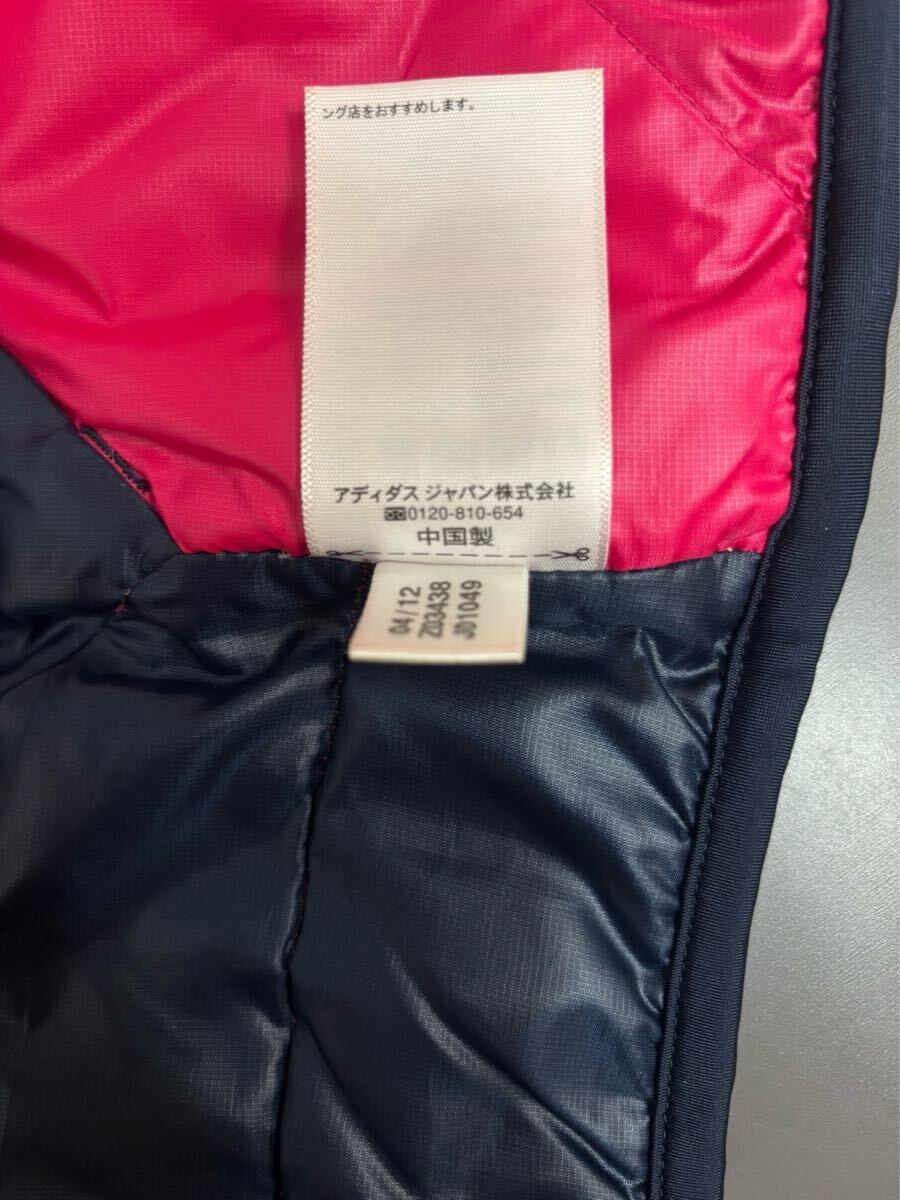 ング店をおすすめします。
アディダス ジャパン株式会社
0120-810-654
中国製
04/12
Z03438
JD1049